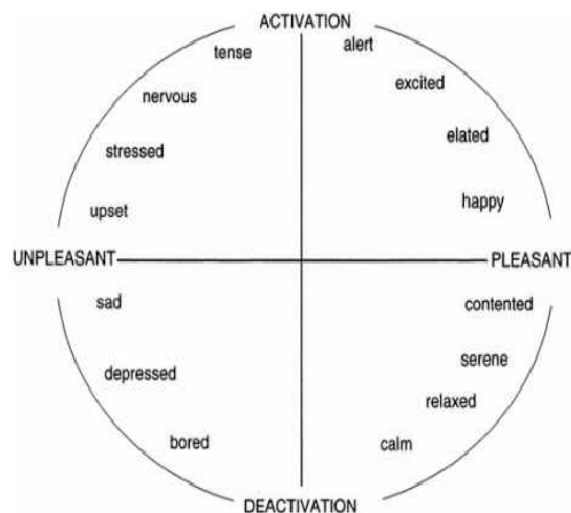 ACTIVATION
tense
alert
nervous
excited
stressed
elated
upset
happy
UNPLEASANT
PLEASANT
sad
contented
depressed
serene
relaxed
bored
calm
DEACTIVATION